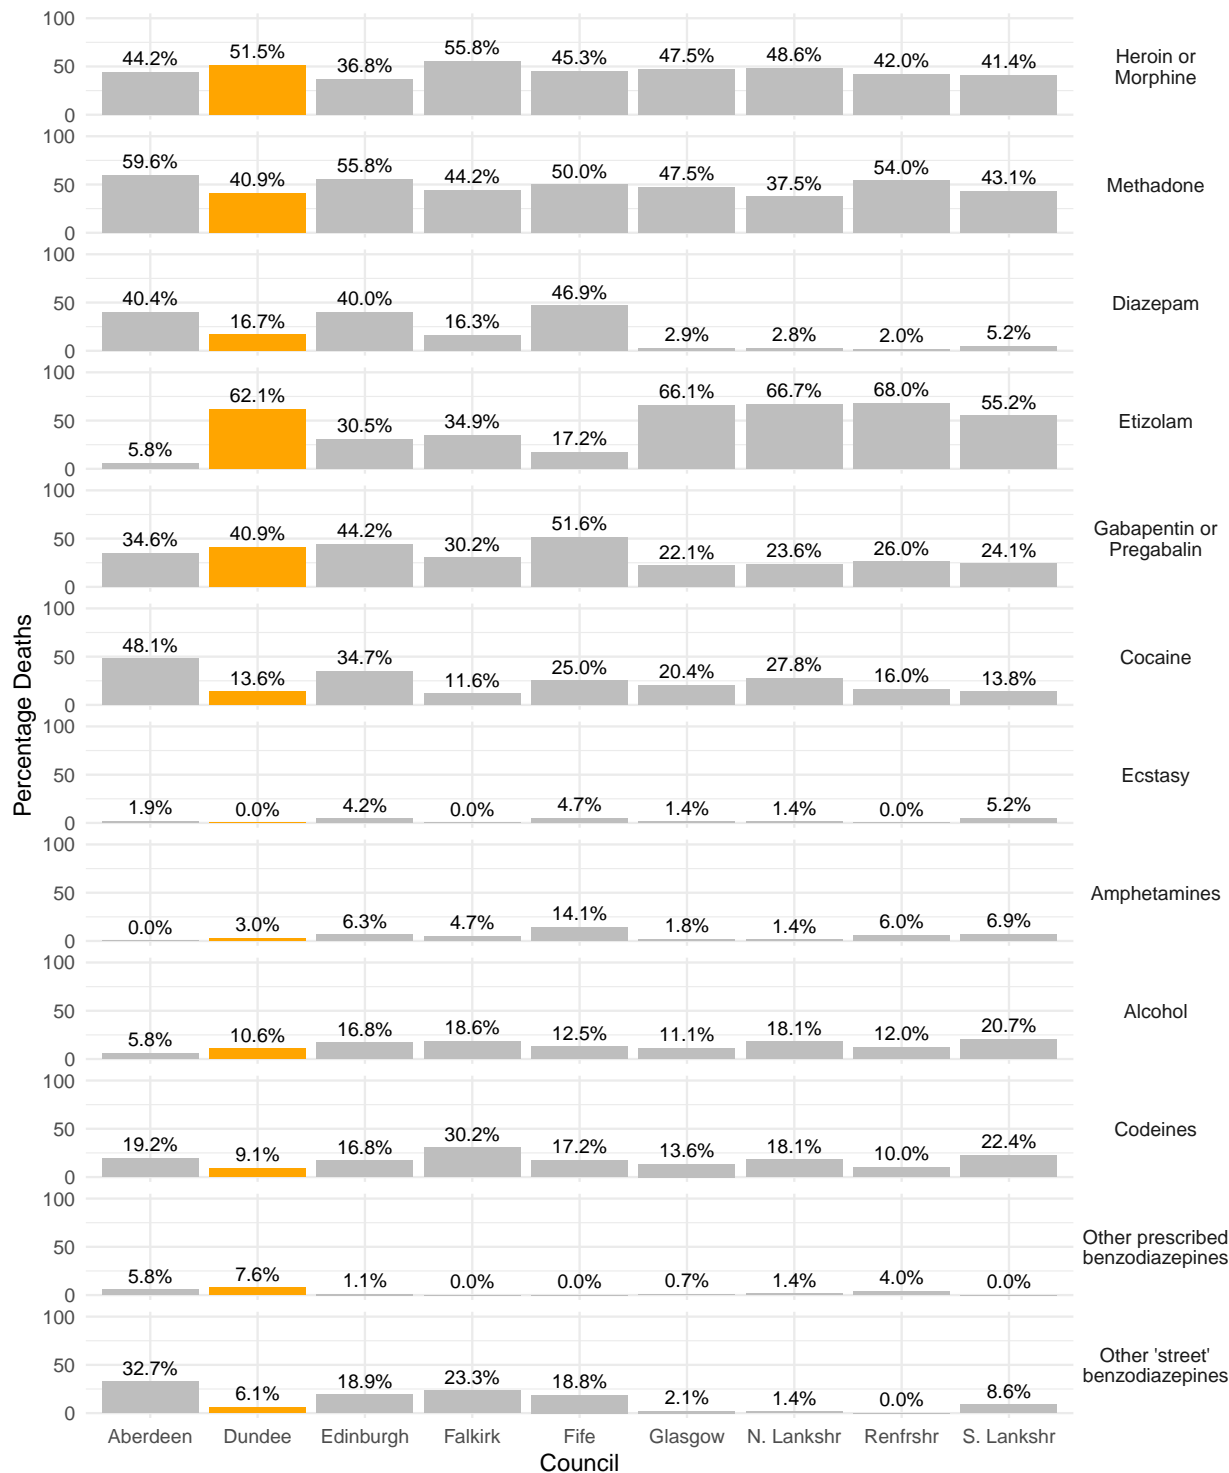 100
50
0
44.2% 51.5% 36.8% 55.8% 45.3% 47.5% 48.6% 42.0% 41.4%
Heroin or
Morphine
100
50
0
59.6% 40.9% 55.8% 44.2% 50.0% 47.5% 37.5% 54.0% 43.1%
Methadone
100
50
0
40.4% 16.7% 40.0% 16.3% 46.9% 2.9% 2.8% 2.0% 5.2%
Diazepam
100
50
0
5.8% 62.1% 30.5% 34.9% 17.2% 66.1% 66.7% 68.0% 55.2%
Etizolam
100
50
0
34.6% 40.9% 44.2% 30.2% 51.6% 22.1% 23.6% 26.0% 24.1%
Gabapentin or
Pregabalin
100
50
0
48.1% 13.6% 34.7% 11.6% 25.0% 20.4% 27.8% 16.0% 13.8%
Cocaine
Percentage Deaths
100
50
0
1.9% 0.0% 4.2% 0.0% 4.7% 1.4% 1.4% 0.0% 5.2%
Ecstasy
100
50
0
0.0% 3.0% 6.3% 4.7% 14.1% 1.8% 1.4% 6.0% 6.9%
Amphetamines
100
50
0
5.8% 10.6% 16.8% 18.6% 12.5% 11.1% 18.1% 12.0% 20.7%
Alcohol
100
50
0
19.2% 9.1% 16.8% 30.2% 17.2% 13.6% 18.1% 10.0% 22.4%
Codeines
100
50
0
5.8% 7.6% 1.1% 0.0% 0.0% 0.7% 1.4% 4.0% 0.0%
Other prescribed
benzodiazepines
100
50
0
32.7% 6.1% 18.9% 23.3% 18.8% 2.1% 1.4% 0.0% 8.6%
Other 'street'
benzodiazepines
Aberdeen Dundee Edinburgh Falkirk Fife Glasgow N. Lankshr Renfrshr S. Lankshr
Council